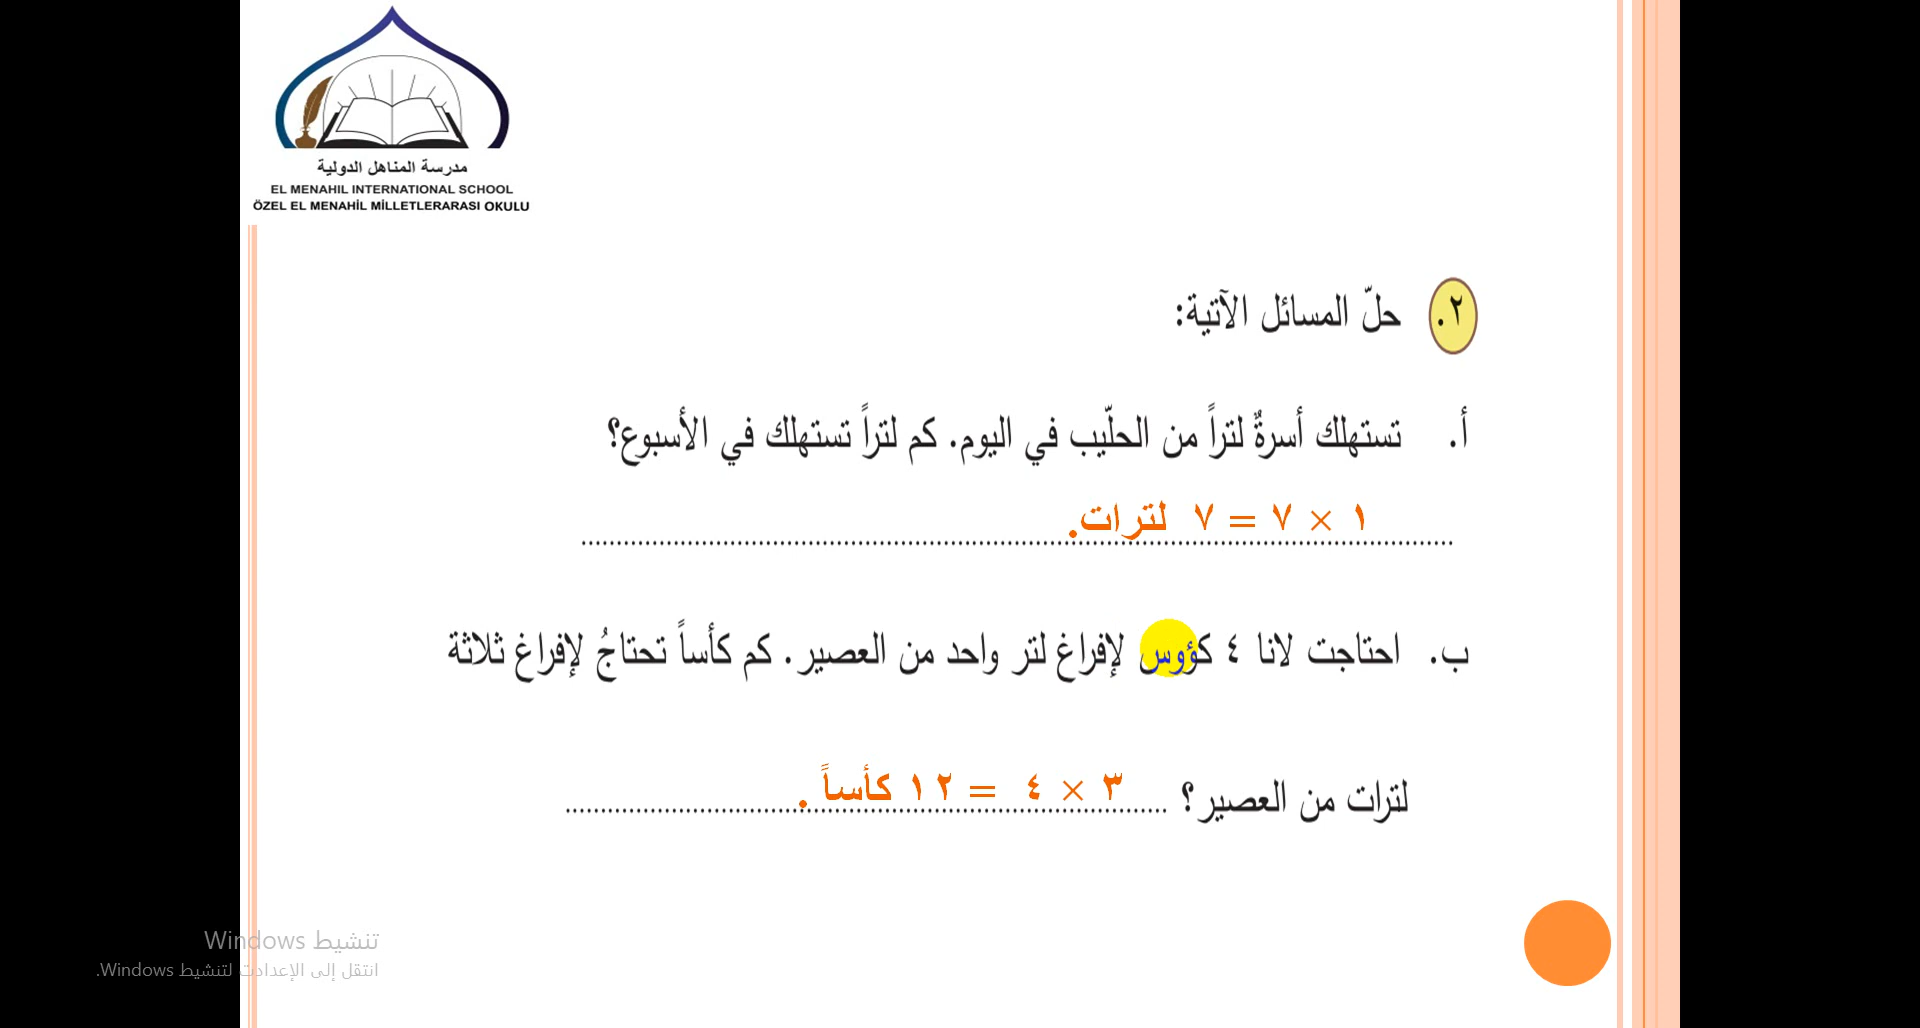 مدرسة المناهل الدولية
EL MENAHIL INTERNATIONAL SCHOOL
ÖZEL EL MENAHİL MİLLETLERARASI OKULU
٢. حلّ المسائل الآتية:
أ. تستهلك أسرةٌ لتراً من الحلّيب في اليوم. كم لتراً تستهلك في الأسبوع؟
١ × ٧ = ٧ لترات.
ب. احتاجت لانا ٤ كؤوس لإفراغ لتر واحد من العصير. كم كأساً تحتاجُ لإفراغ ثلاثة
لترات من العصير؟ ٣ × ٤ = ١٢ كأساً .
تنشيط Windows
انتقل إلى الإعدادت لتنشيط Windows.